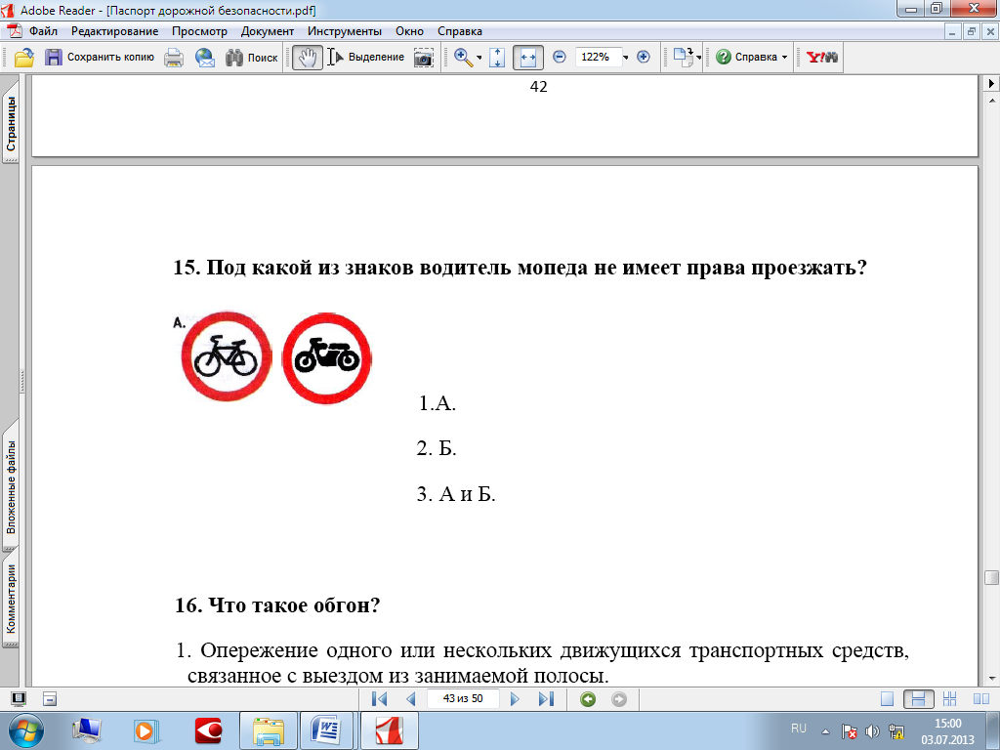 Adobe Reader - [Паспорт дорожной безопасности.pdf]
Файл Редактирование Просмотр Документ Инструменты Окно Справка
Сохранить копию Поиск Выделение 122% Справка Y!
Страницы
Вложенные файлы
Комментарии
42
15. Под какой из знаков водитель мопеда не имеет права проезжать?
А.
1.А.
2. Б.
3. А и Б.
16. Что такое обгон?
1. Опережение одного или нескольких движущихся транспортных средств,
связанное с выездом из занимаемой полосы.
43 из 50
RU
15:00
03.07.2013